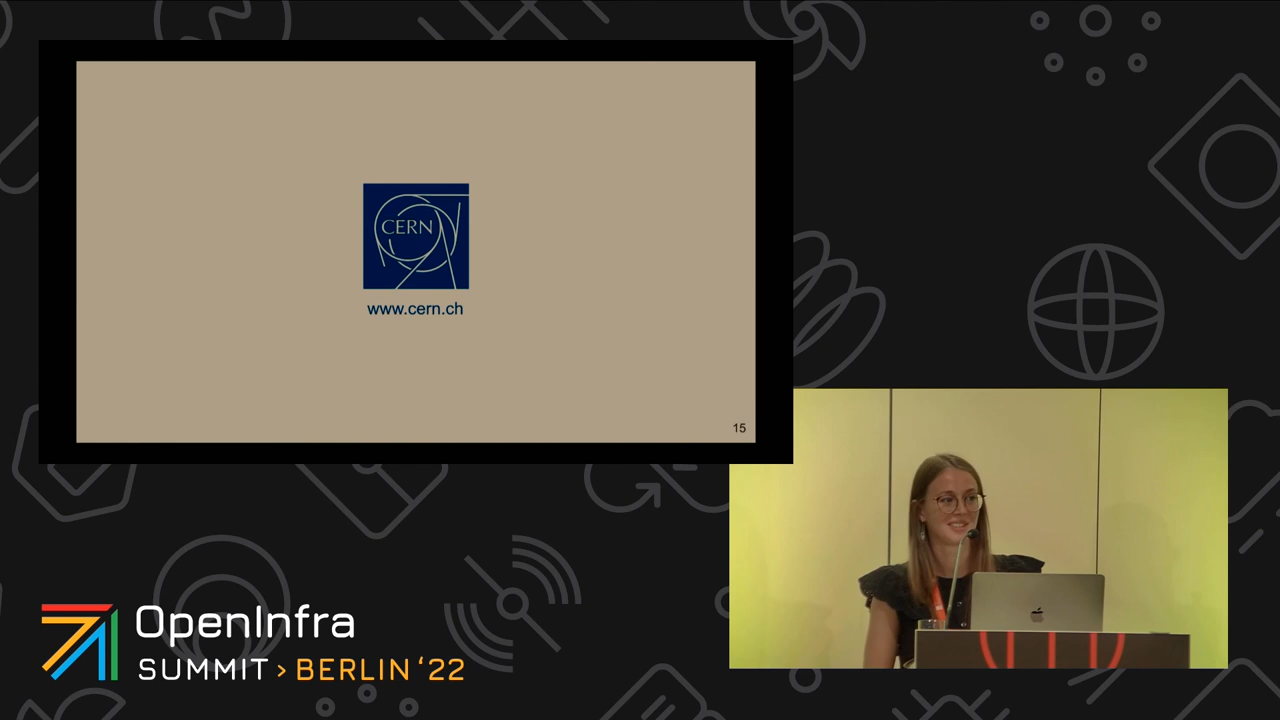 CERN
www.cern.ch
15
OpenInfra
SUMMIT > BERLIN ‘22